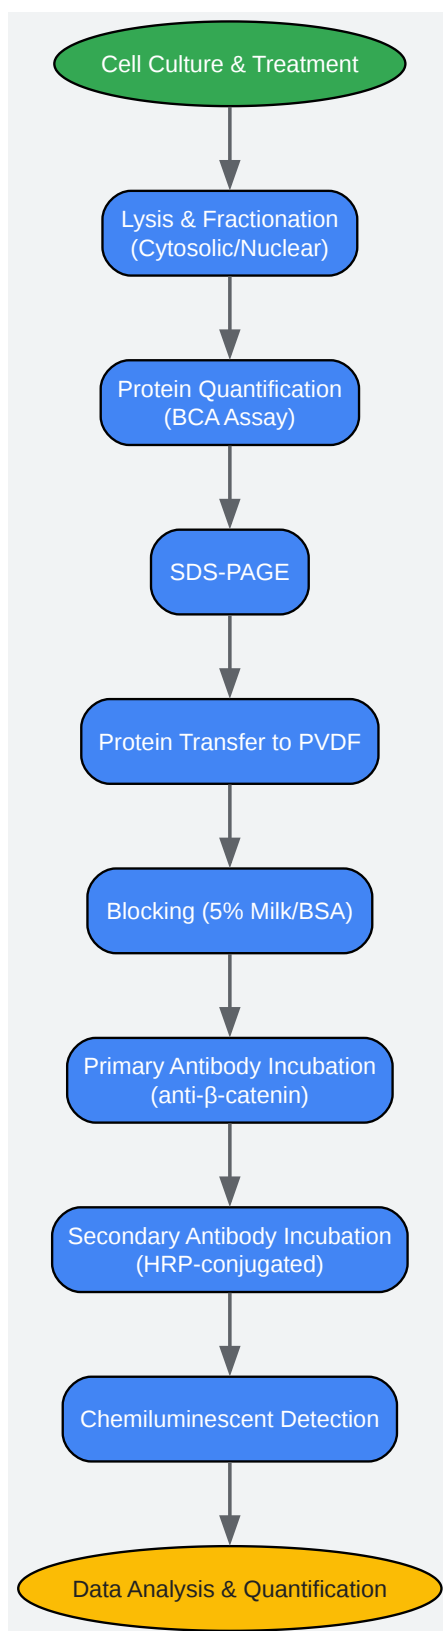 Cell Culture & Treatment
Lysis & Fractionation
(Cytosolic/Nuclear)
Protein Quantification
(BCA Assay)
SDS-PAGE
Protein Transfer to PVDF
Blocking (5% Milk/BSA)
Primary Antibody Incubation
(anti-β-catenin)
Secondary Antibody Incubation
(HRP-conjugated)
Chemiluminescent Detection
Data Analysis & Quantification